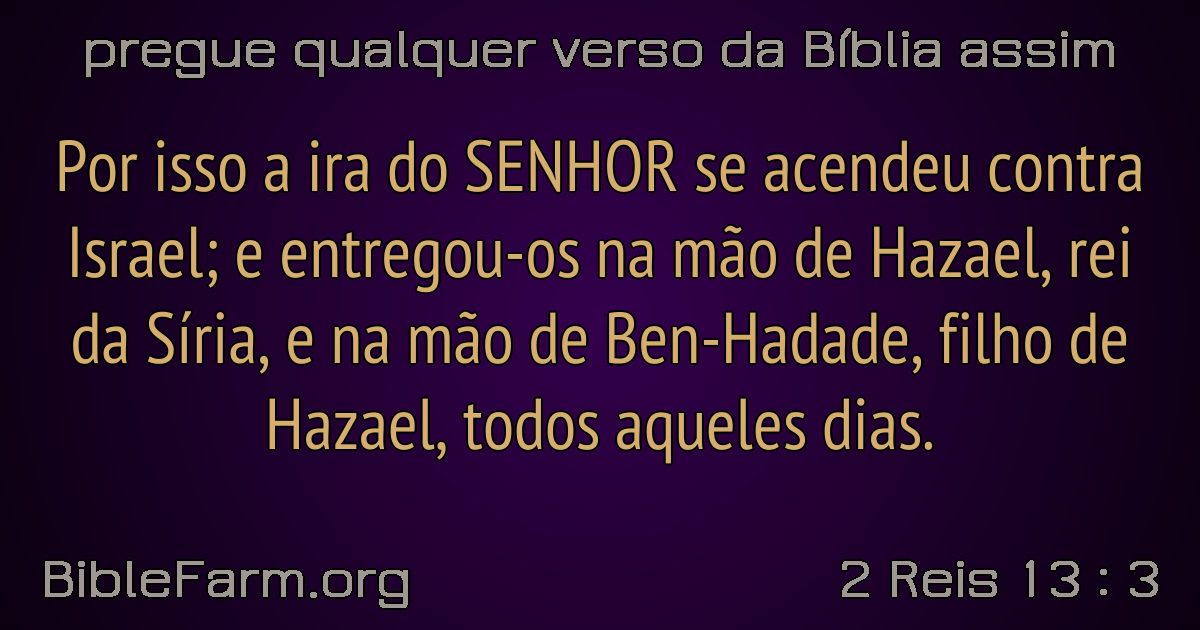 pregue qualquer verso da Bíblia assim
Por isso a ira do SENHOR se acendeu contra
Israel; e entregou-os na mão de Hazael, rei
da Síria, e na mão de Ben-Hadade, filho de
Hazael, todos aqueles dias.
BibleFarm.org
2 Reis 13 : 3